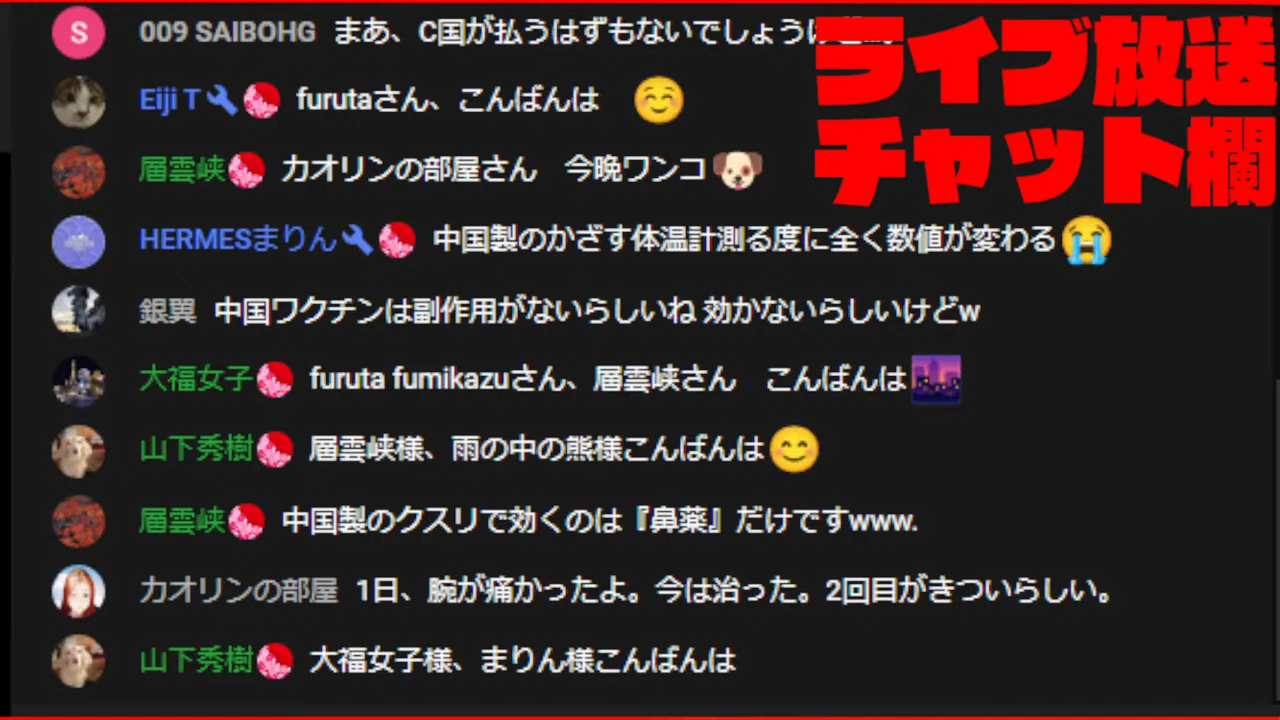 009 SAIBOHG まあ、C国が払うはずもないでしょうけど
ライブ放送
チャット欄
Eiji T furutaさん、こんばんは
層雲峡 カオリンの部屋さん 今晩ワンコ
HERMESまりん 中国製のかざす体温計測る度に全く数値が変わる
銀翼 中国ワクチンは副作用がないらしいね 効かないらしいけどw
大福女子 furuta fumikazuさん、層雲峡さん こんばんは
山下秀樹 層雲峡様、雨の中の熊様こんばんは
層雲峡 中国製のクスリで効くのは『鼻薬』だけですwww.
カオリンの部屋 1日、腕が痛かったよ。今は治った。2回目がきついらしい。
山下秀樹 大福女子様、まりん様こんばんは
S